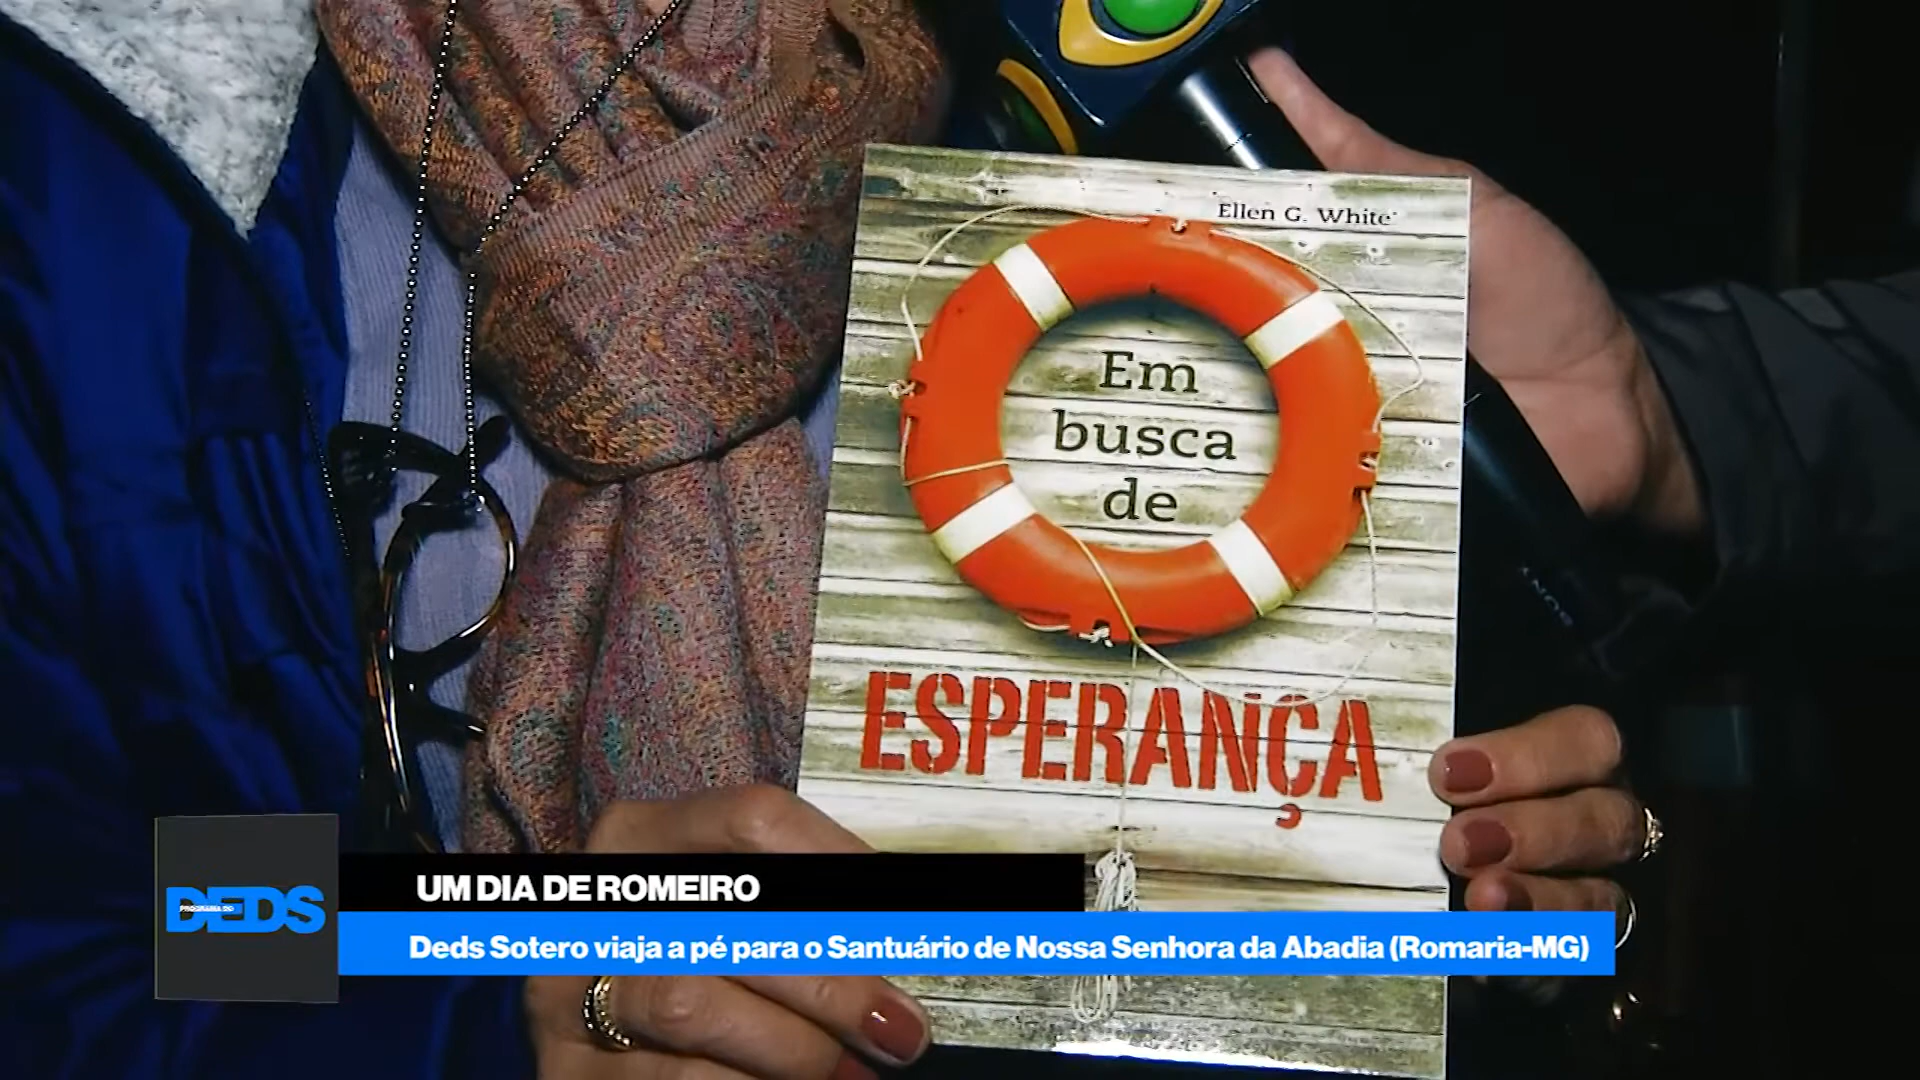 Ellen G. White
Em
busca
de
ESPERANÇA
UM DIA DE ROMEIRO
PROGRAMA DO
DEDS
Deds Sotero viaja a pé para o Santuário de Nossa Senhora da Abadia (Romaria-MG)